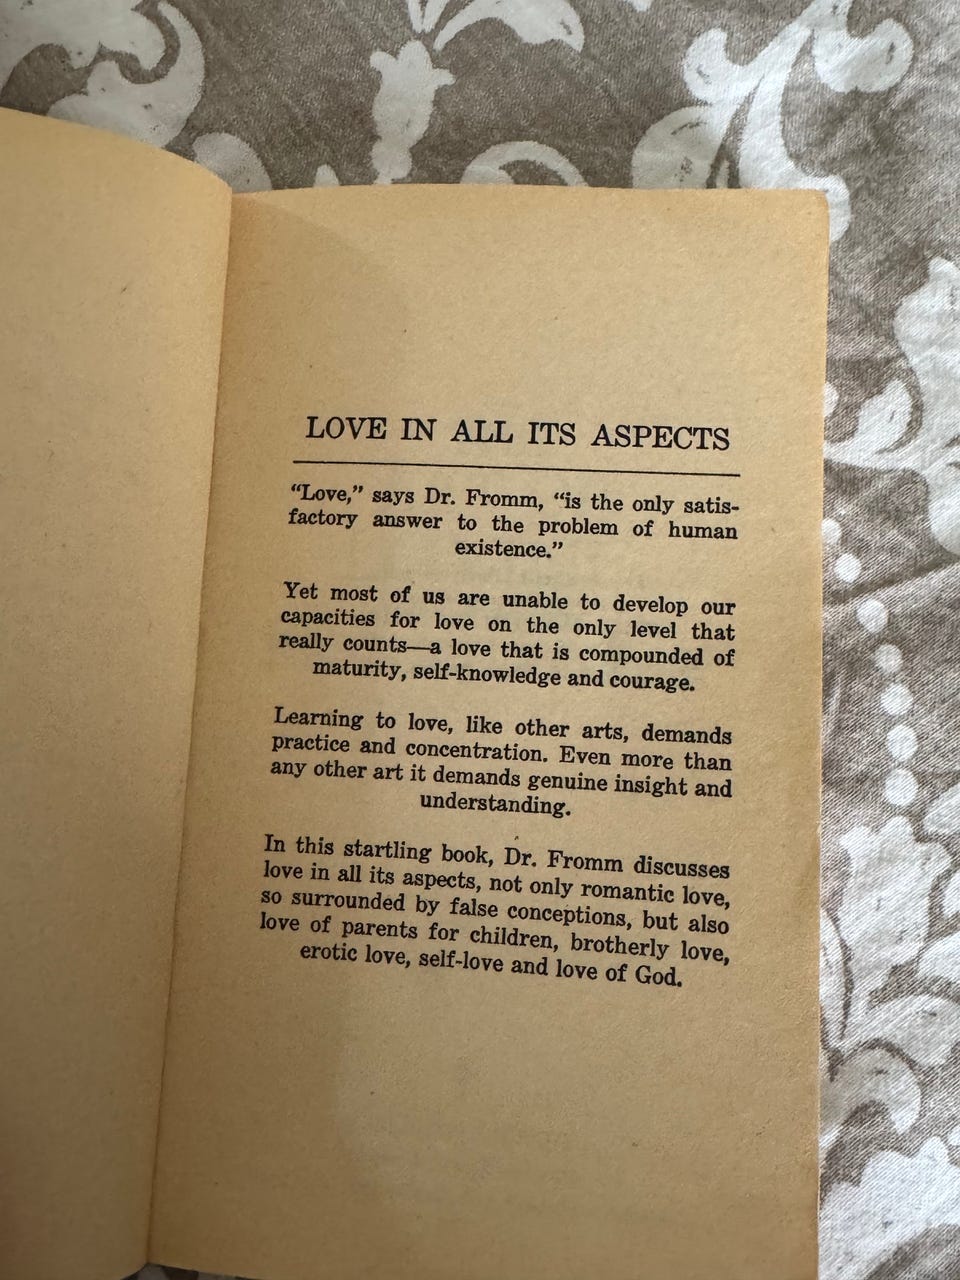 LOVE IN ALL ITS ASPECTS
“Love,” says Dr. Fromm, “is the only satis-
factory answer to the problem of human
existence.”
Yet most of us are unable to develop our
capacities for love on the only level that
really counts—a love that is compounded of
maturity, self-knowledge and courage.
Learning to love, like other arts, demands
practice and concentration. Even more than
any other art it demands genuine insight and
understanding.
In this startling book, Dr. Fromm discusses
love in all its aspects, not only romantic love,
so surrounded by false conceptions, but also
love of parents for children, brotherly love,
erotic love, self-love and love of God.